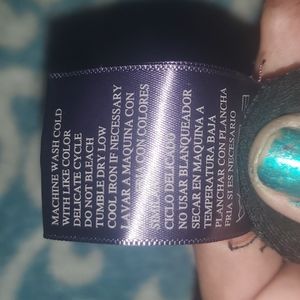 MACHINE WASH COLD
WITH LIKE COLOR
DELICATE CYCLE
DO NOT BLEACH
TUMBLE DRY LOW
COOL IRON IF NECESSARY
LAVAR A MAQUINA CON
CON COLORES
CICLO DELICADO
NO USAR BLANQUEADOR
SECAR EN MAQUINA A
TEMPERATURA BAJA
PLANCHAR CON PLANCHA
FRIA SI ES NECESARIO